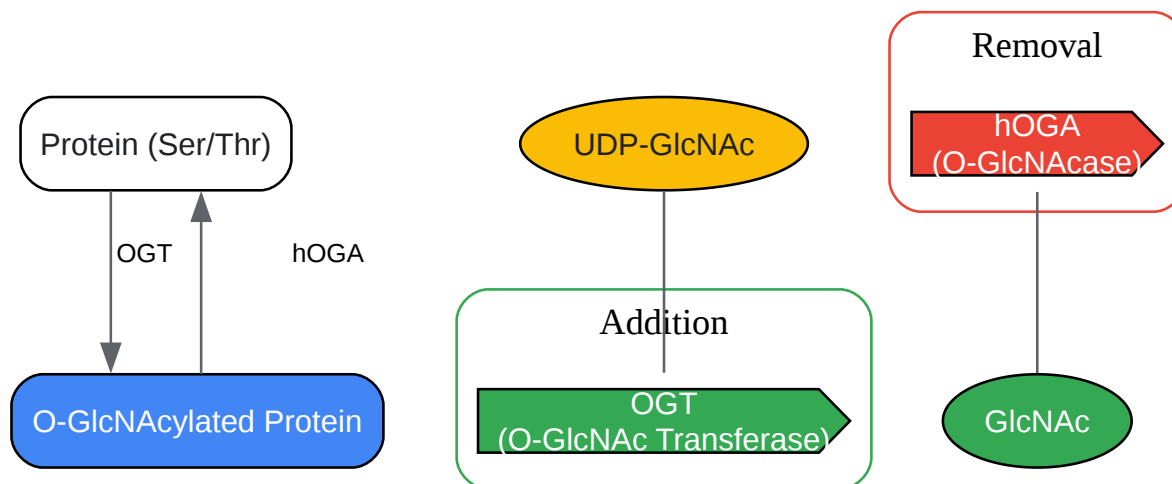 Protein (Ser/Thr)
OGT
hOGA
O-GlcNAcylated Protein
UDP-GlcNAc
Addition
OGT
(O-GlcNAc Transferase)
Removal
hOGA
(O-GlcNAcase)
GlcNAc